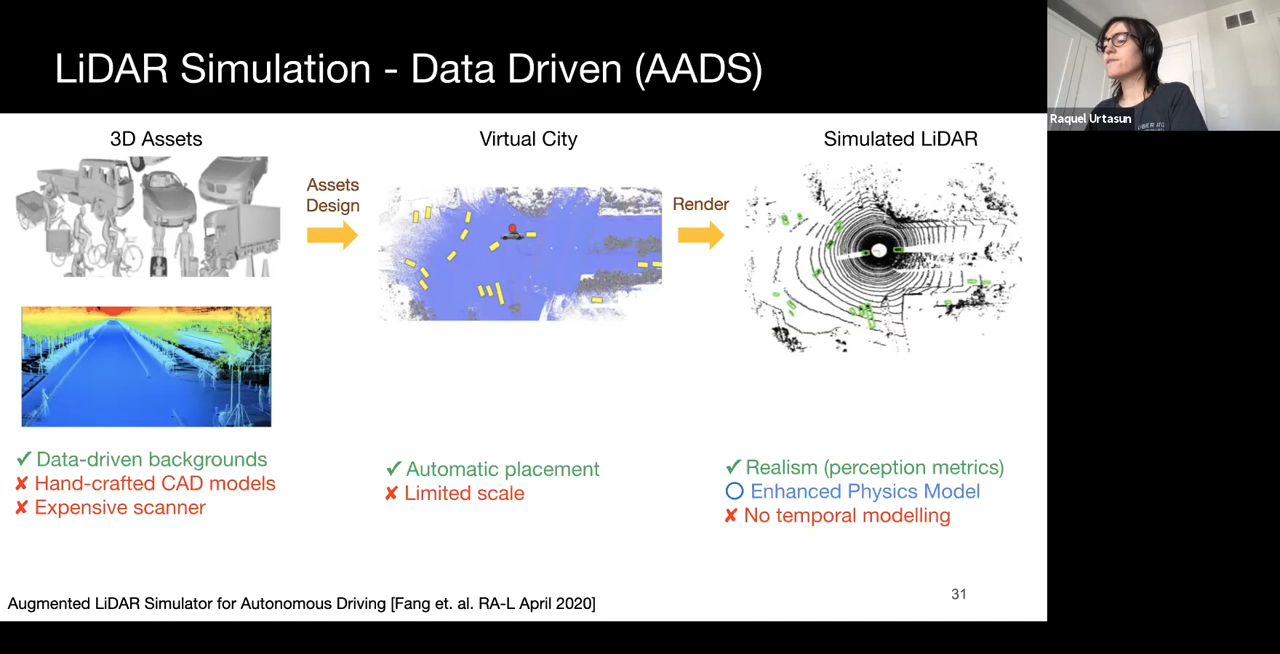 LiDAR Simulation - Data Driven (AADS)
Raquel Urtasun
UBER ATG
3D Assets
Assets
Design
Virtual City
Render
Simulated LiDAR
✓ Data-driven backgrounds
✘ Hand-crafted CAD models
✘ Expensive scanner
✓ Automatic placement
✘ Limited scale
✓ Realism (perception metrics)
Enhanced Physics Model
✘ No temporal modelling
31
Augmented LiDAR Simulator for Autonomous Driving [Fang et. al. RA-L April 2020]